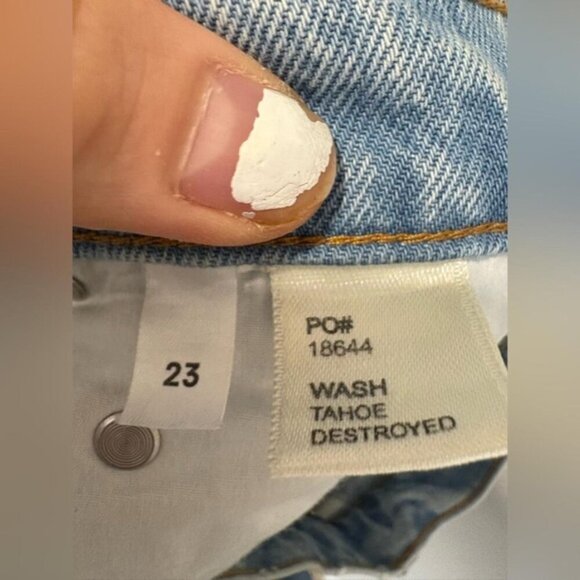 23
PO#
18644
WASH
TAHOE
DESTROYED